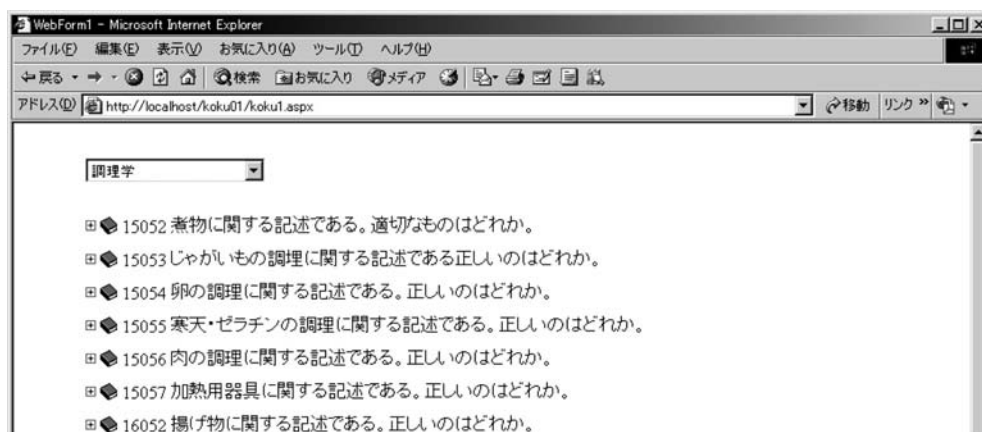 WebForm1 - Microsoft Internet Explorer
ファイル(F) 編集(E) 表示(V) お気に入り(A) ツール(T) ヘルプ(H)
戻る 検索 お気に入り メディア
アドレス(D) http://localhost/koku01/koku1.aspx 移動 リンク »
調理学
15052 煮物に関する記述である。適切なものはどれか。
15053 じゃがいもの調理に関する記述である正しいのはどれか。
15054 卵の調理に関する記述である。正しいのはどれか。
15055 寒天・ゼラチンの調理に関する記述である。正しいのはどれか。
15056 肉の調理に関する記述である。正しいのはどれか。
15057 加熱用器具に関する記述である。正しいのはどれか。
16052 揚げ物に関する記述である。正しいのはどれか。